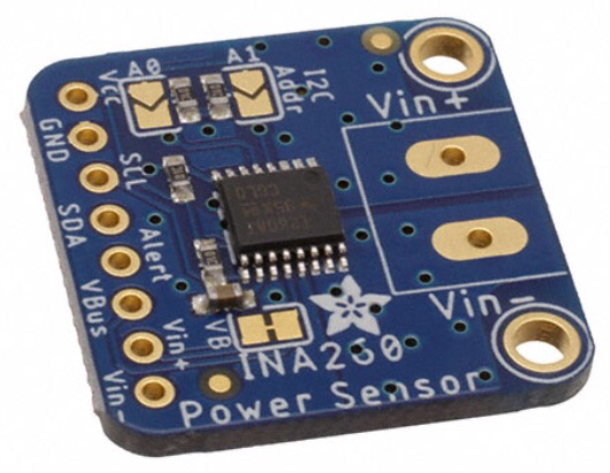 A0
A1
I2C
Addr
Vcc
GND
SCL
SDA
Alert
VBus
Vin+
Vin-
Vin+
Vin-
VB
INA260
Power Sensor